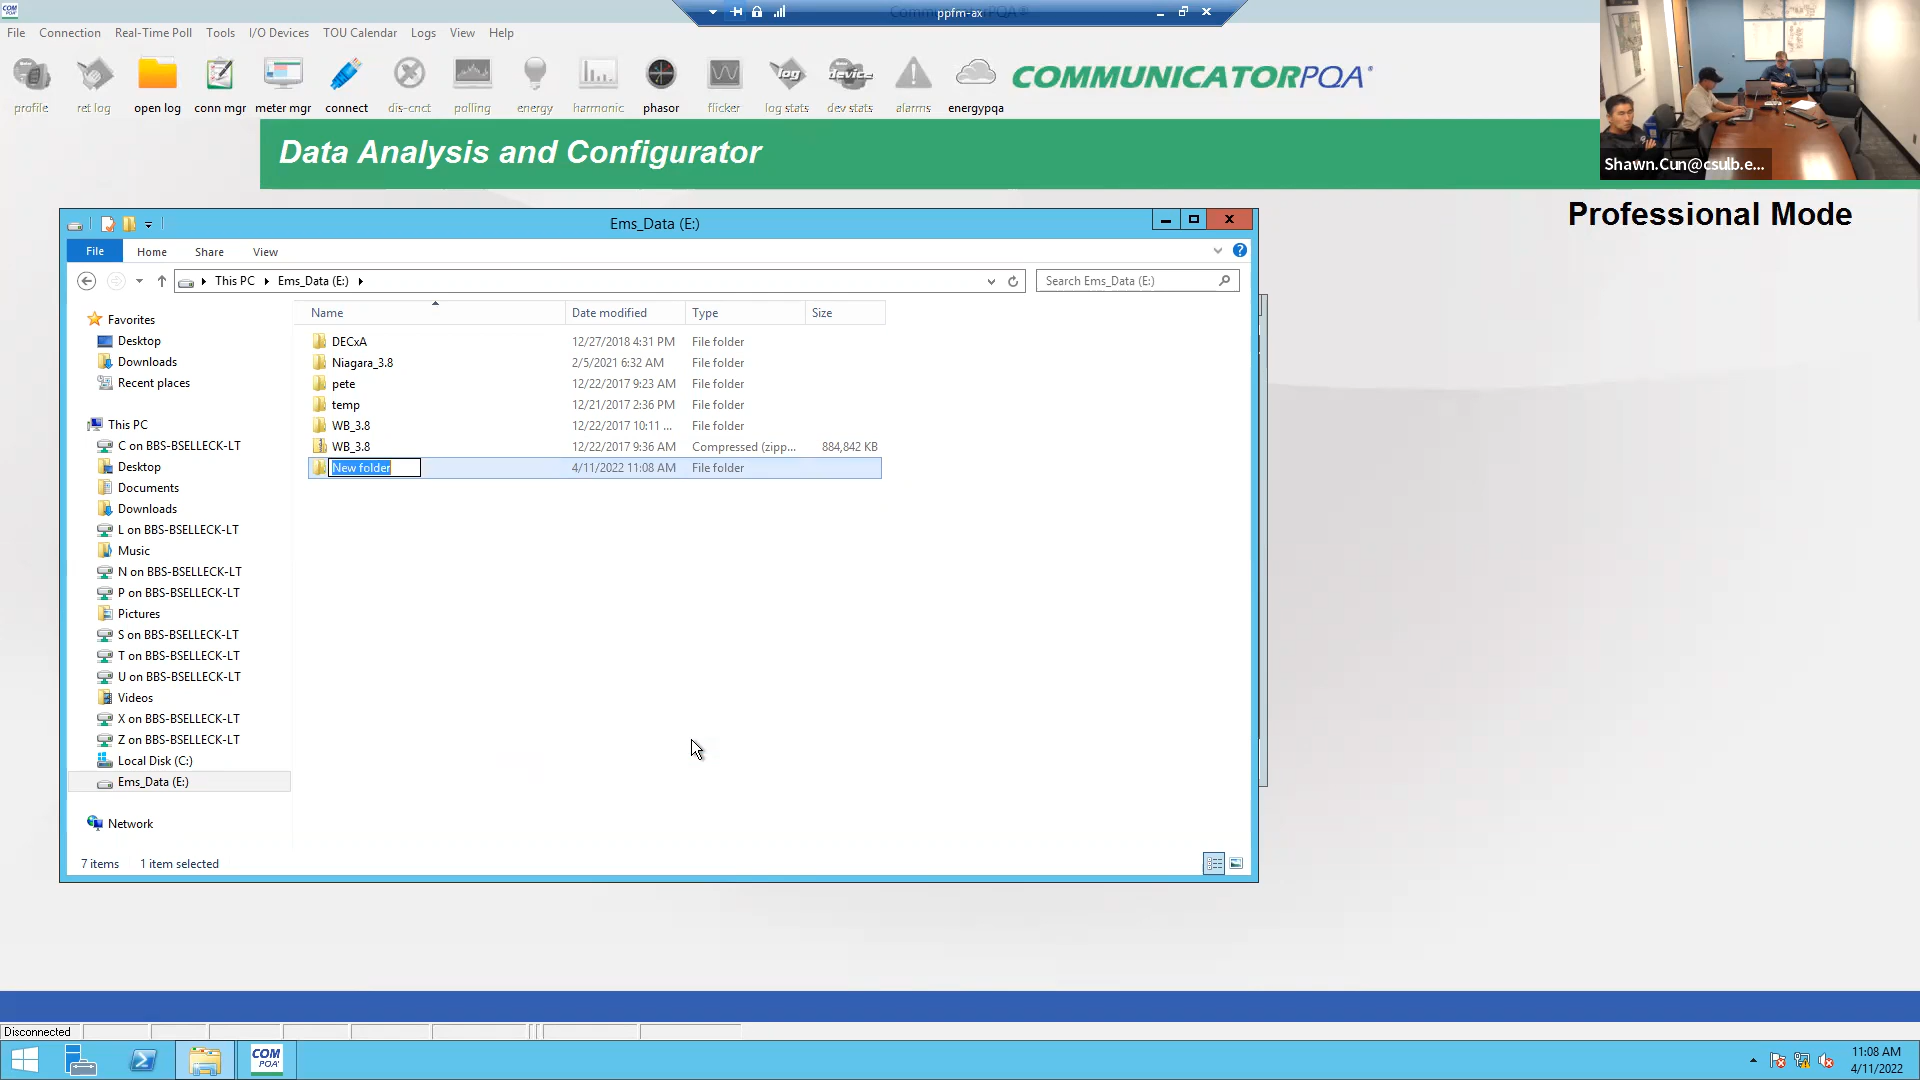 COM
PQA
ppfm-ax
File Connection Real-Time Poll Tools I/O Devices TOU Calendar Logs View Help
log
device
COMMUNICATORPQA®
profile ret log open log conn mgr meter mgr connect dis-cnct polling energy harmonic phasor flicker log stats dev stats alarms energypqa
Data Analysis and Configurator
Shawn.Cun@csulb.e...
Professional Mode
Ems_Data (E:)
File Home Share View
This PC Ems_Data (E:)
Search Ems_Data (E:)
Name Date modified Type Size
Favorites
Desktop
Downloads
Recent places
This PC
C on BBS-BSELLECK-LT
Desktop
Documents
Downloads
L on BBS-BSELLECK-LT
Music
N on BBS-BSELLECK-LT
P on BBS-BSELLECK-LT
Pictures
S on BBS-BSELLECK-LT
T on BBS-BSELLECK-LT
U on BBS-BSELLECK-LT
Videos
X on BBS-BSELLECK-LT
Z on BBS-BSELLECK-LT
Local Disk (C:)
Ems_Data (E:)
Network
DECxA 12/27/2018 4:31 PM File folder
Niagara_3.8 2/5/2021 6:32 AM File folder
pete 12/22/2017 9:23 AM File folder
temp 12/21/2017 2:36 PM File folder
WB_3.8 12/22/2017 10:11 ... File folder
WB_3.8 12/22/2017 9:36 AM Compressed (zipp... 884,842 KB
New folder 4/11/2022 11:08 AM File folder
7 items 1 item selected
Disconnected
COM
PQA
11:08 AM
4/11/2022